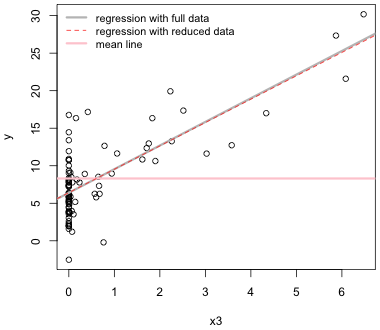 regression with full data
regression with reduced data
mean line
30
25
20
15
10
5
0
y
0 1 2 3 4 5 6
x3